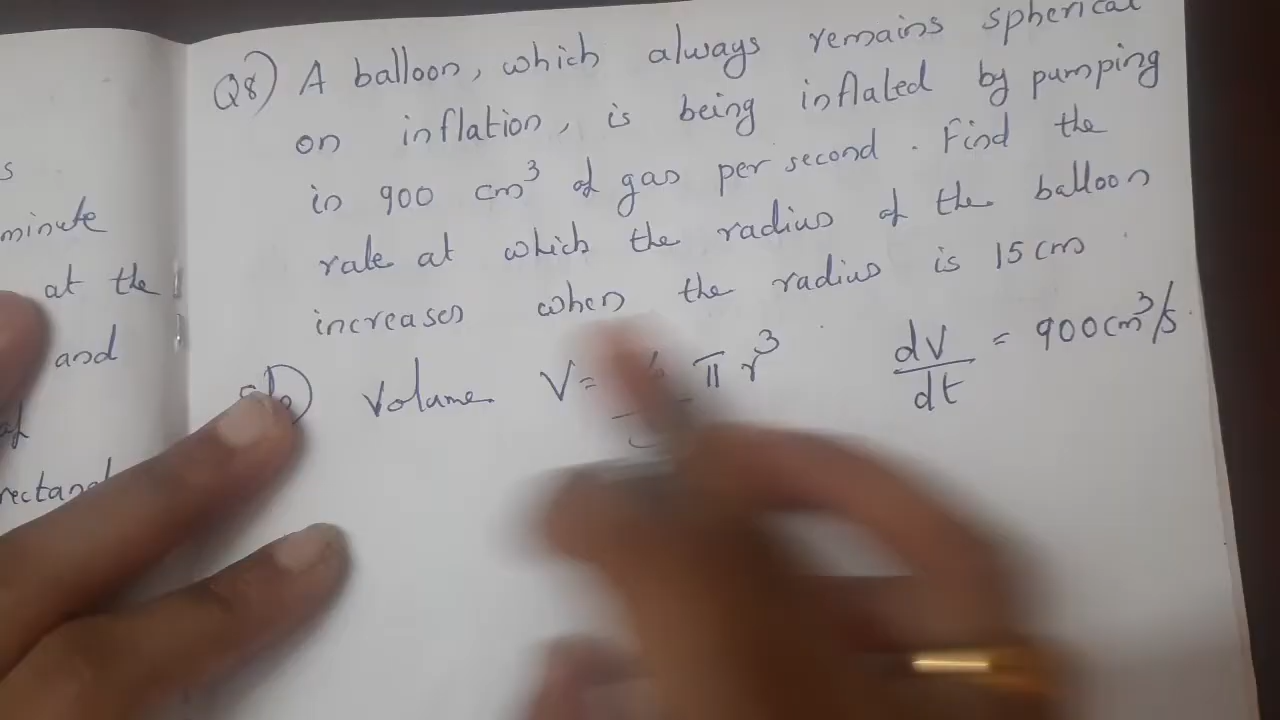 s
minute
at the
and
of
Q8) A balloon, which always remains spherical
on inflation, is being inflated by pumping
in 900 cm³ of gas per second. Find the
rate at which the radius of the balloon
increases when the radius is 15 cm.
Volume V = π r³ dV/dt = 900 cm³/s